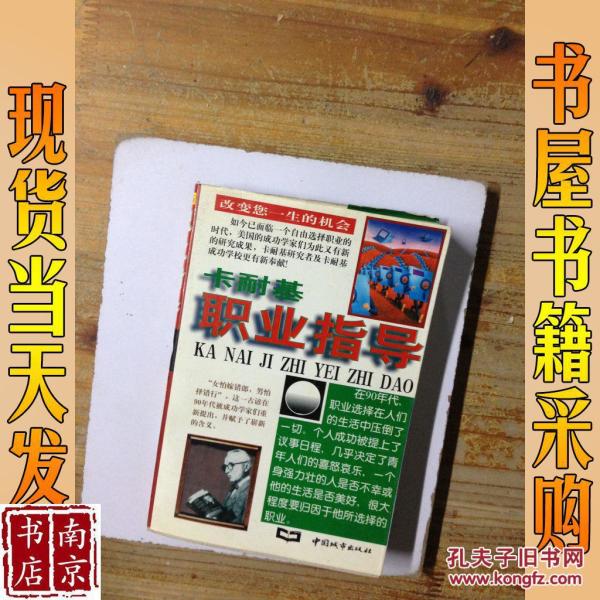 现货当天发
南京
书店
书屋书籍采购
改变您一生的机会
如今已面临一个自由选择职业的
时代，美国的成功学家们为此又有新
的研究成果，卡耐基研究者及卡耐基
成功学校更有新奉献！
卡耐基
职业指导
KA NAI JI ZHI YEI ZHI DAO
“女怕嫁错郎，男怕
择错行”，这一古谚在
90年代被成功学家们重
新提出，并赋予了崭新
的含义。
在90年代，
职业选择在人们
的生活中压倒了
一切。个人成功被提上了
议事日程，几乎决定了青
年人们的喜怒哀乐，一个
身强力壮的人是否不幸或
他的生活是否美好，很大
程度要归因于他所选择的
职业。
中国城市出版社
孔夫子旧书网
www.kongfz.com